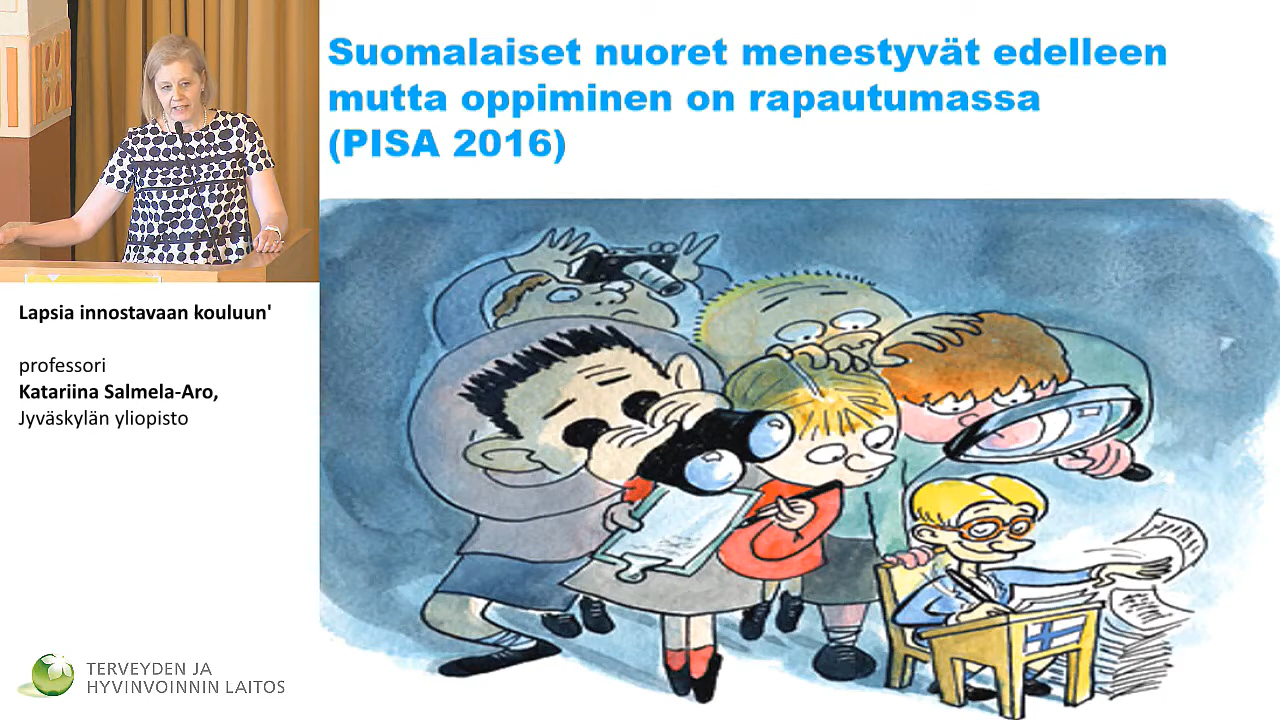 Suomalaiset nuoret menestyvät edelleen
mutta oppiminen on rapautumassa
(PISA 2016)
Lapsia innostavaan kouluun'
professori
Katariina Salmela-Aro,
Jyväskylän yliopisto
TERVEYDEN JA
HYVINVOINNIN LAITOS